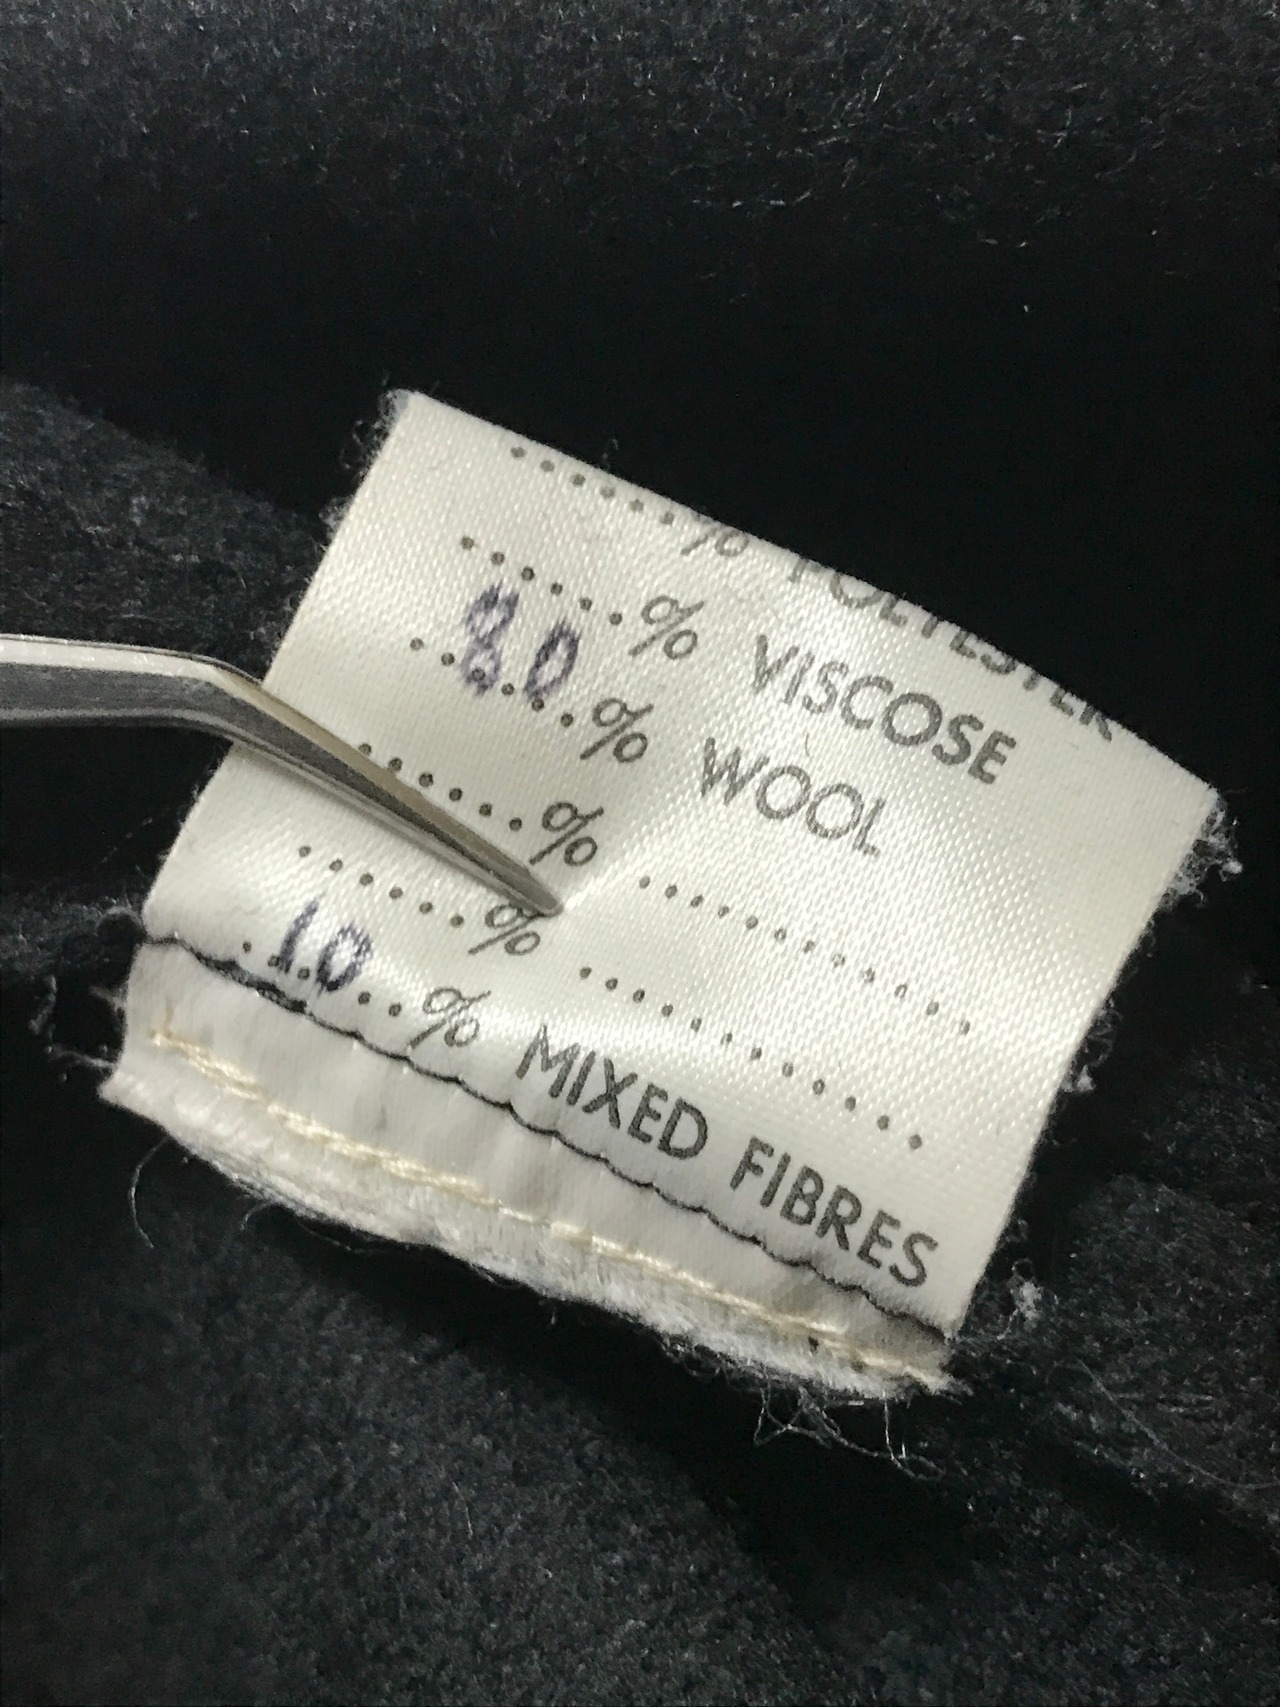 ......% POLYESTER
......% VISCOSE
..80..% WOOL
......% ............
......% ............
.10..% MIXED FIBRES